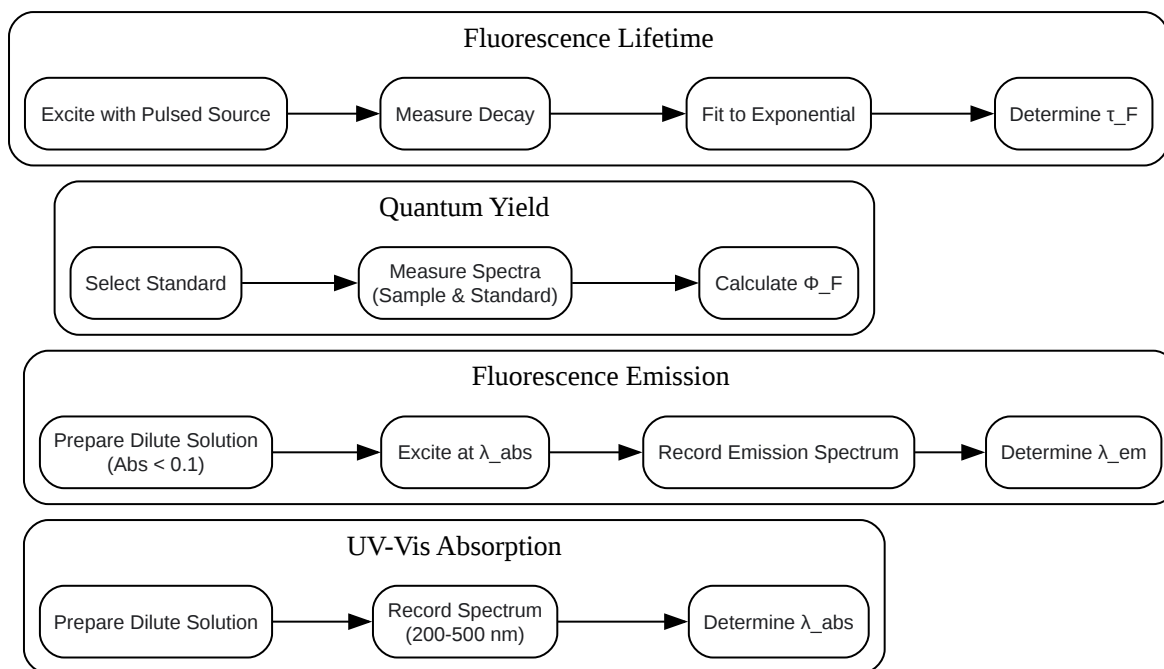 Fluorescence Lifetime
Excite with Pulsed Source
Measure Decay
Fit to Exponential
Determine τ_F
Quantum Yield
Select Standard
Measure Spectra
(Sample & Standard)
Calculate Φ_F
Fluorescence Emission
Prepare Dilute Solution
(Abs < 0.1)
Excite at λ_abs
Record Emission Spectrum
Determine λ_em
UV-Vis Absorption
Prepare Dilute Solution
Record Spectrum
(200-500 nm)
Determine λ_abs